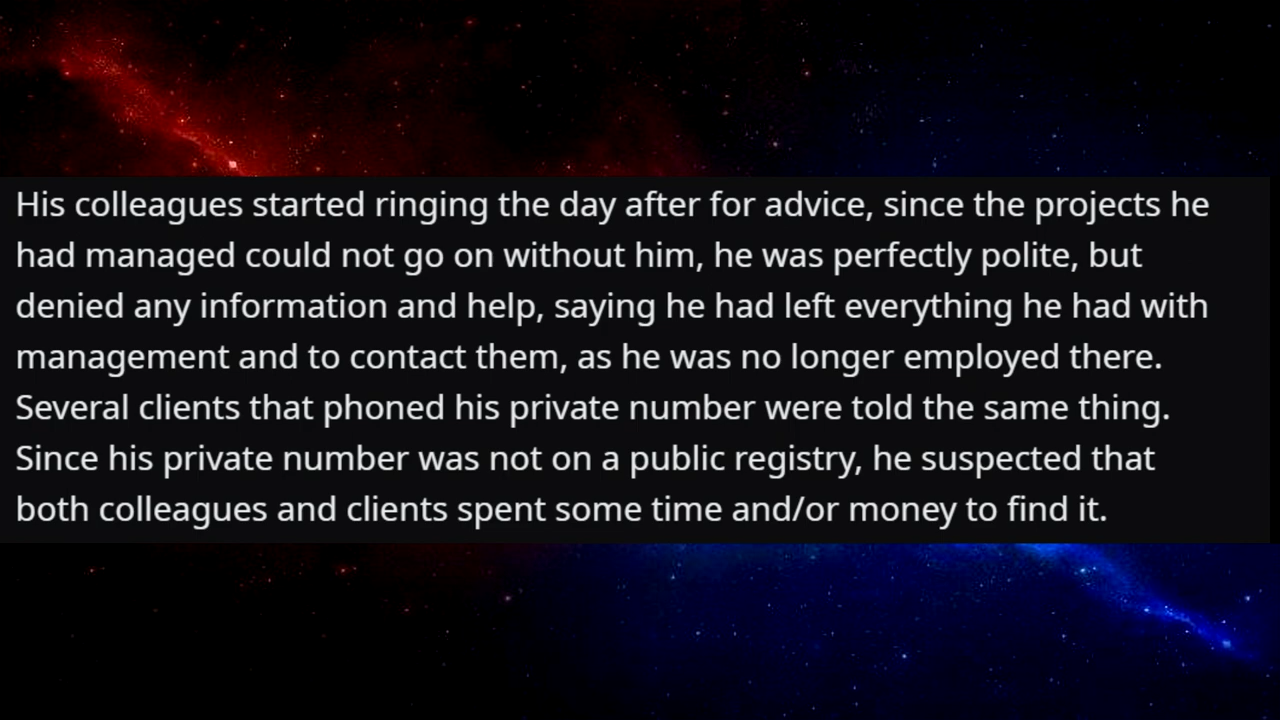 His colleagues started ringing the day after for advice, since the projects he
had managed could not go on without him, he was perfectly polite, but
denied any information and help, saying he had left everything he had with
management and to contact them, as he was no longer employed there.
Several clients that phoned his private number were told the same thing.
Since his private number was not on a public registry, he suspected that
both colleagues and clients spent some time and/or money to find it.